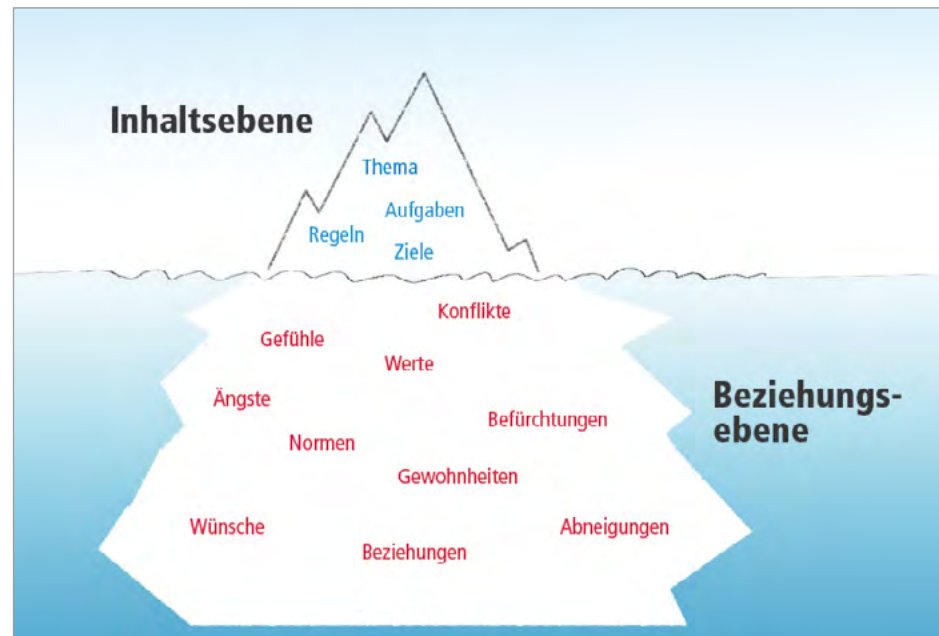 Inhaltsebene
Thema
Aufgaben
Regeln
Ziele
Konflikte
Gefühle
Werte
Ängste
Beziehungs-
ebene
Befürchtungen
Normen
Gewohnheiten
Wünsche
Abneigungen
Beziehungen